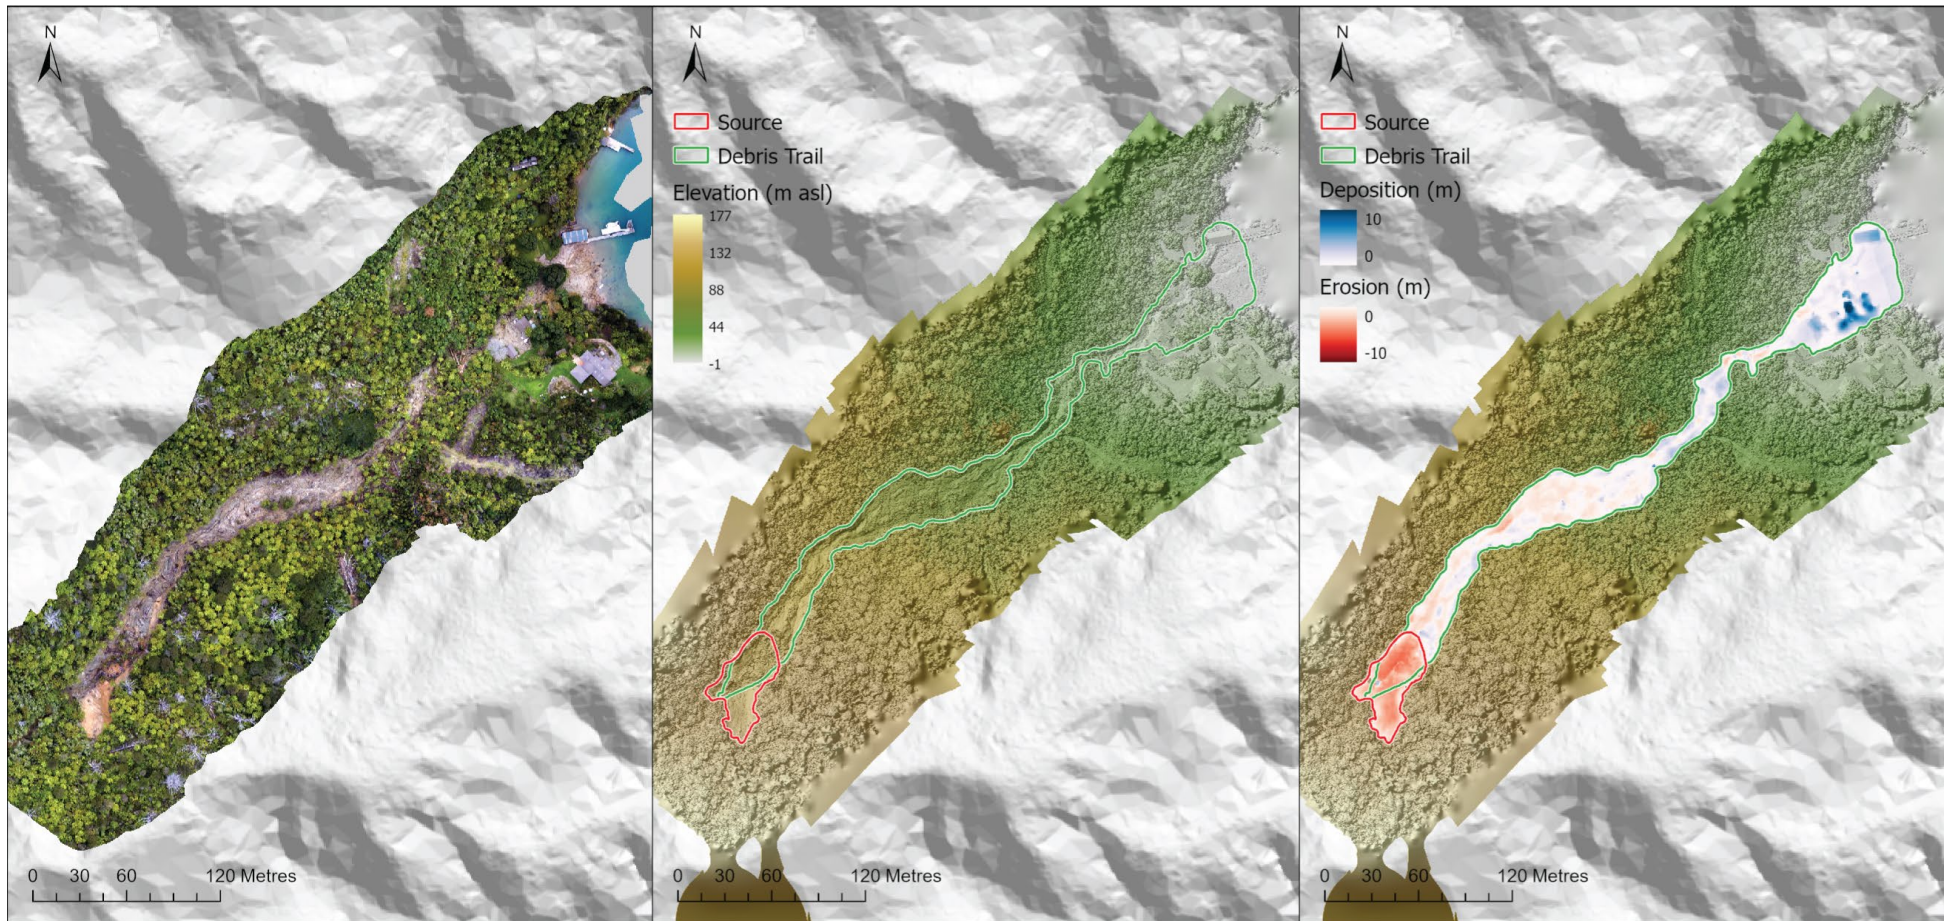 N
0 30 60 120 Metres
N
Source
Debris Trail
Elevation (m asl)
177
132
88
44
-1
0 30 60 120 Metres
N
Source
Debris Trail
Deposition (m)
10
0
Erosion (m)
0
-10
0 30 60 120 Metres